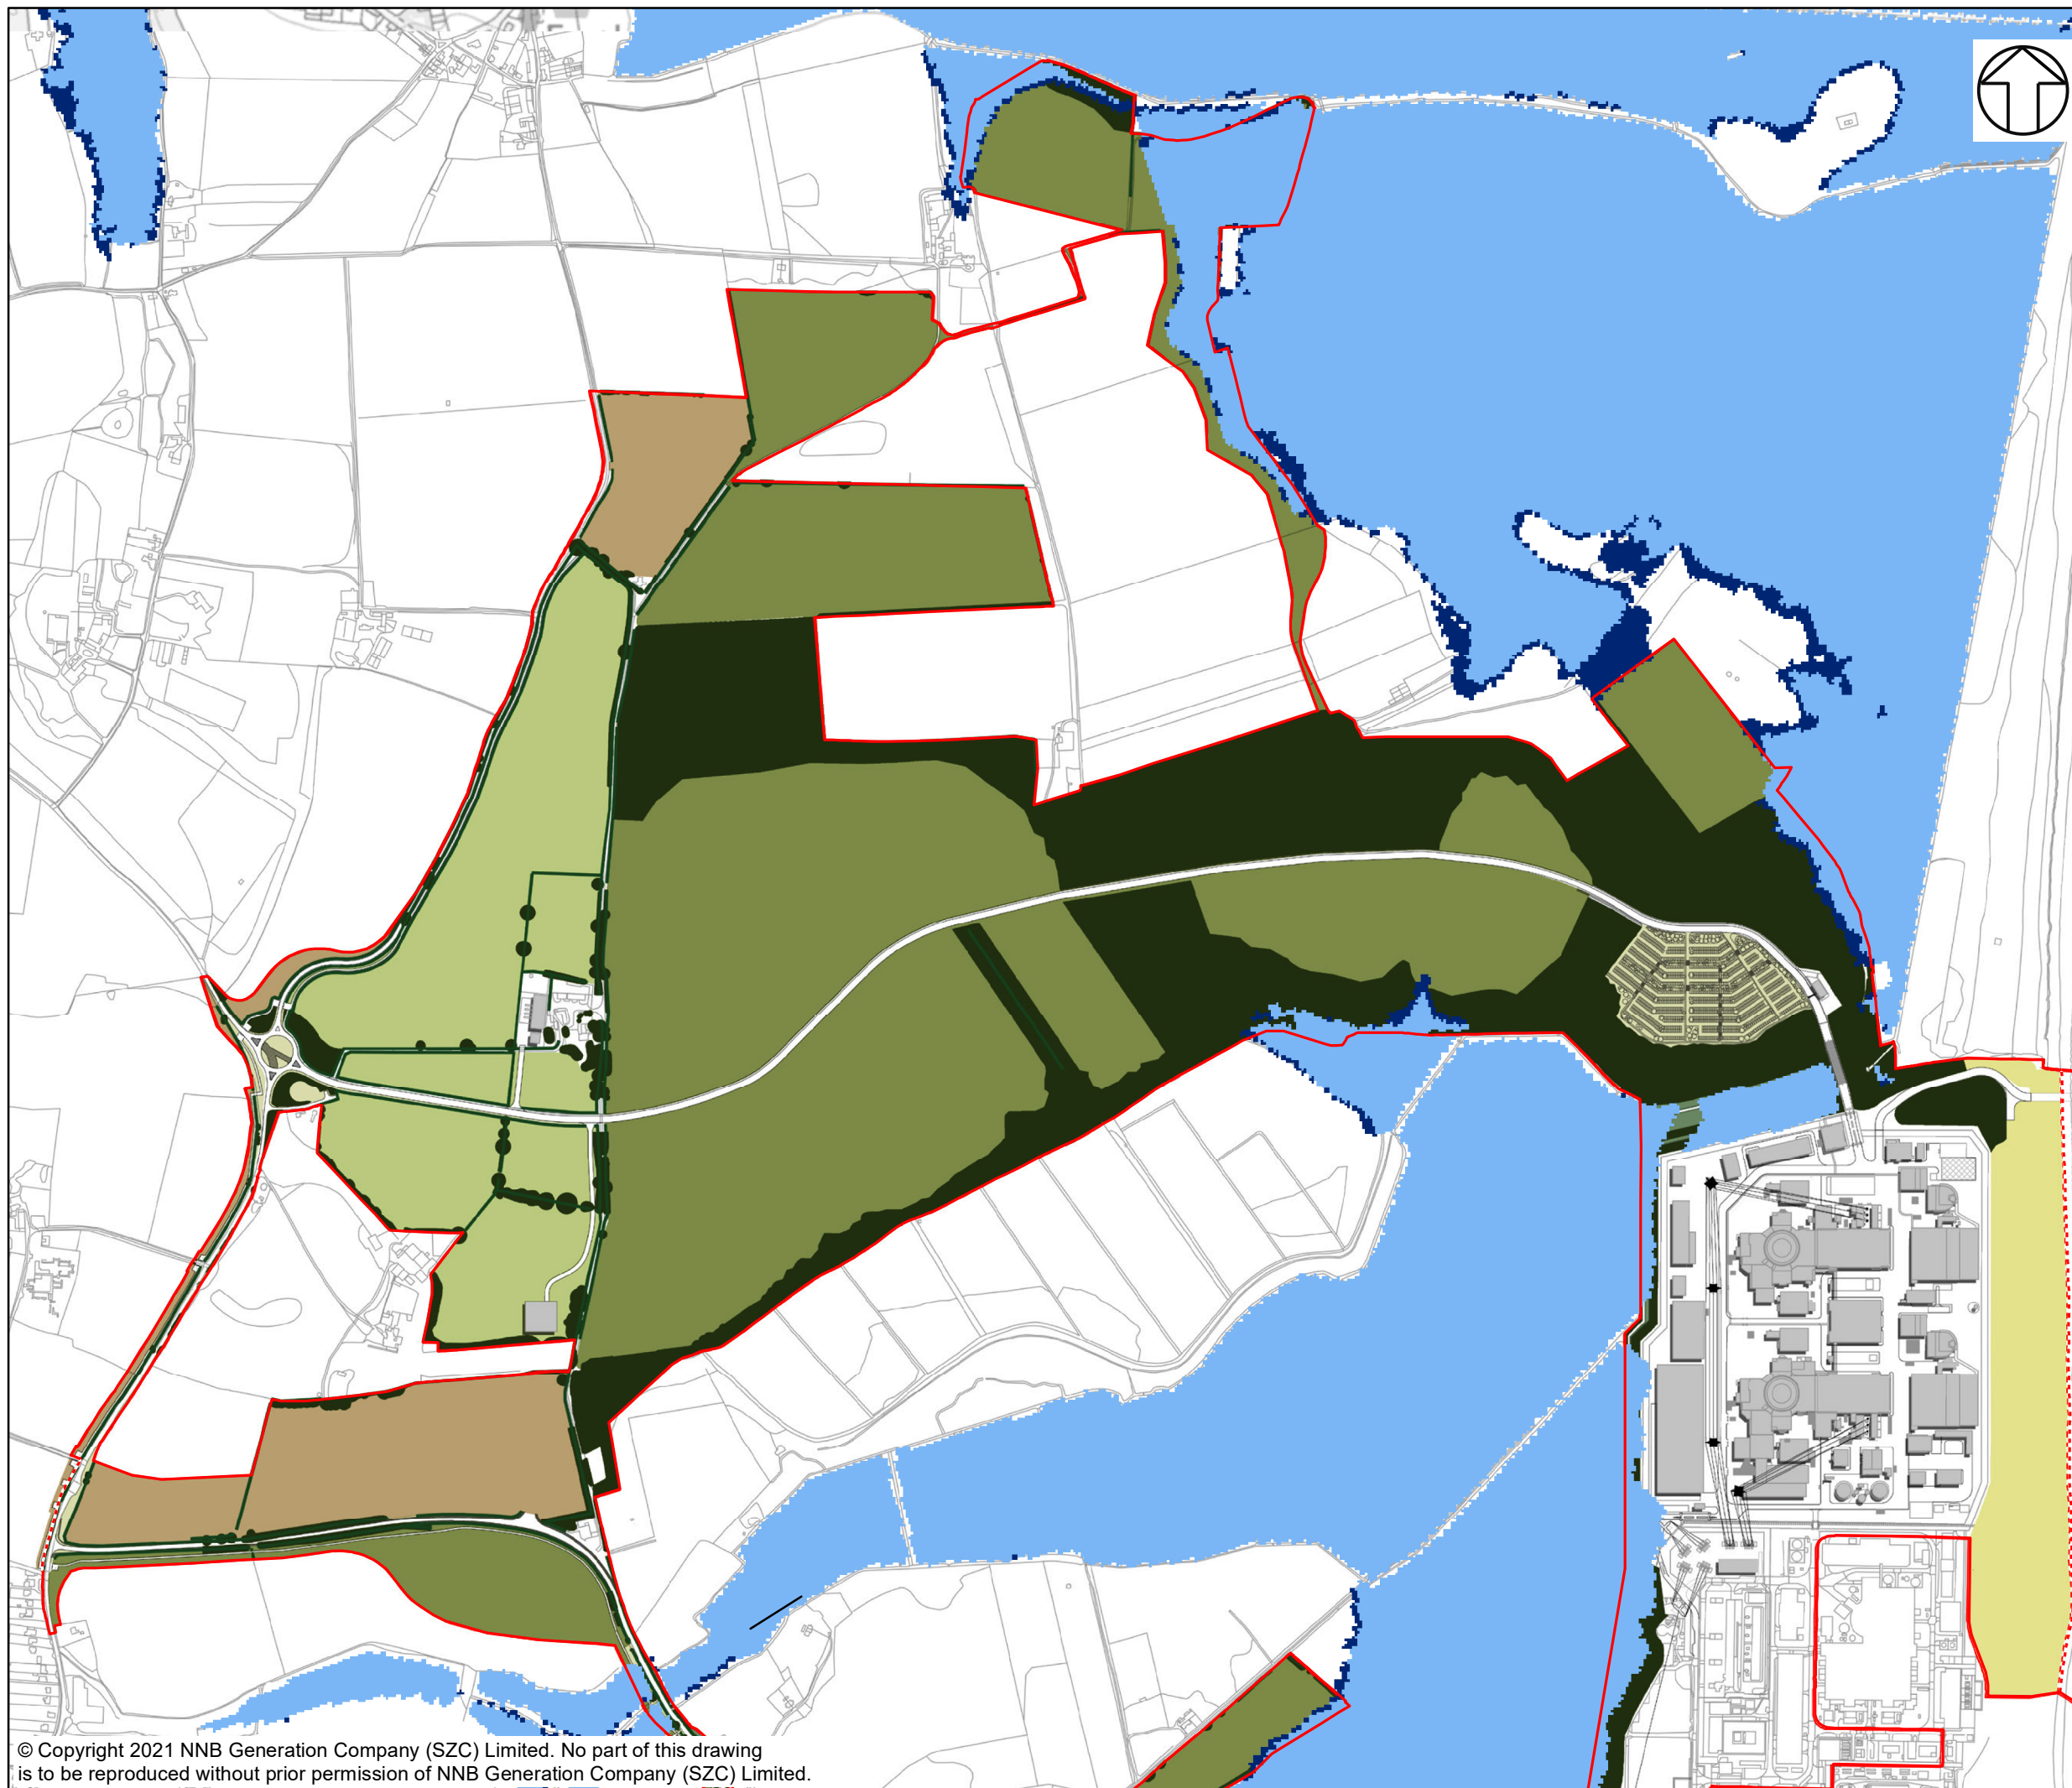 © Copyright 2021 NNB Generation Company (SZC) Limited. No part of this drawing
is to be reproduced without prior permission of NNB Generation Company (SZC) Limited.